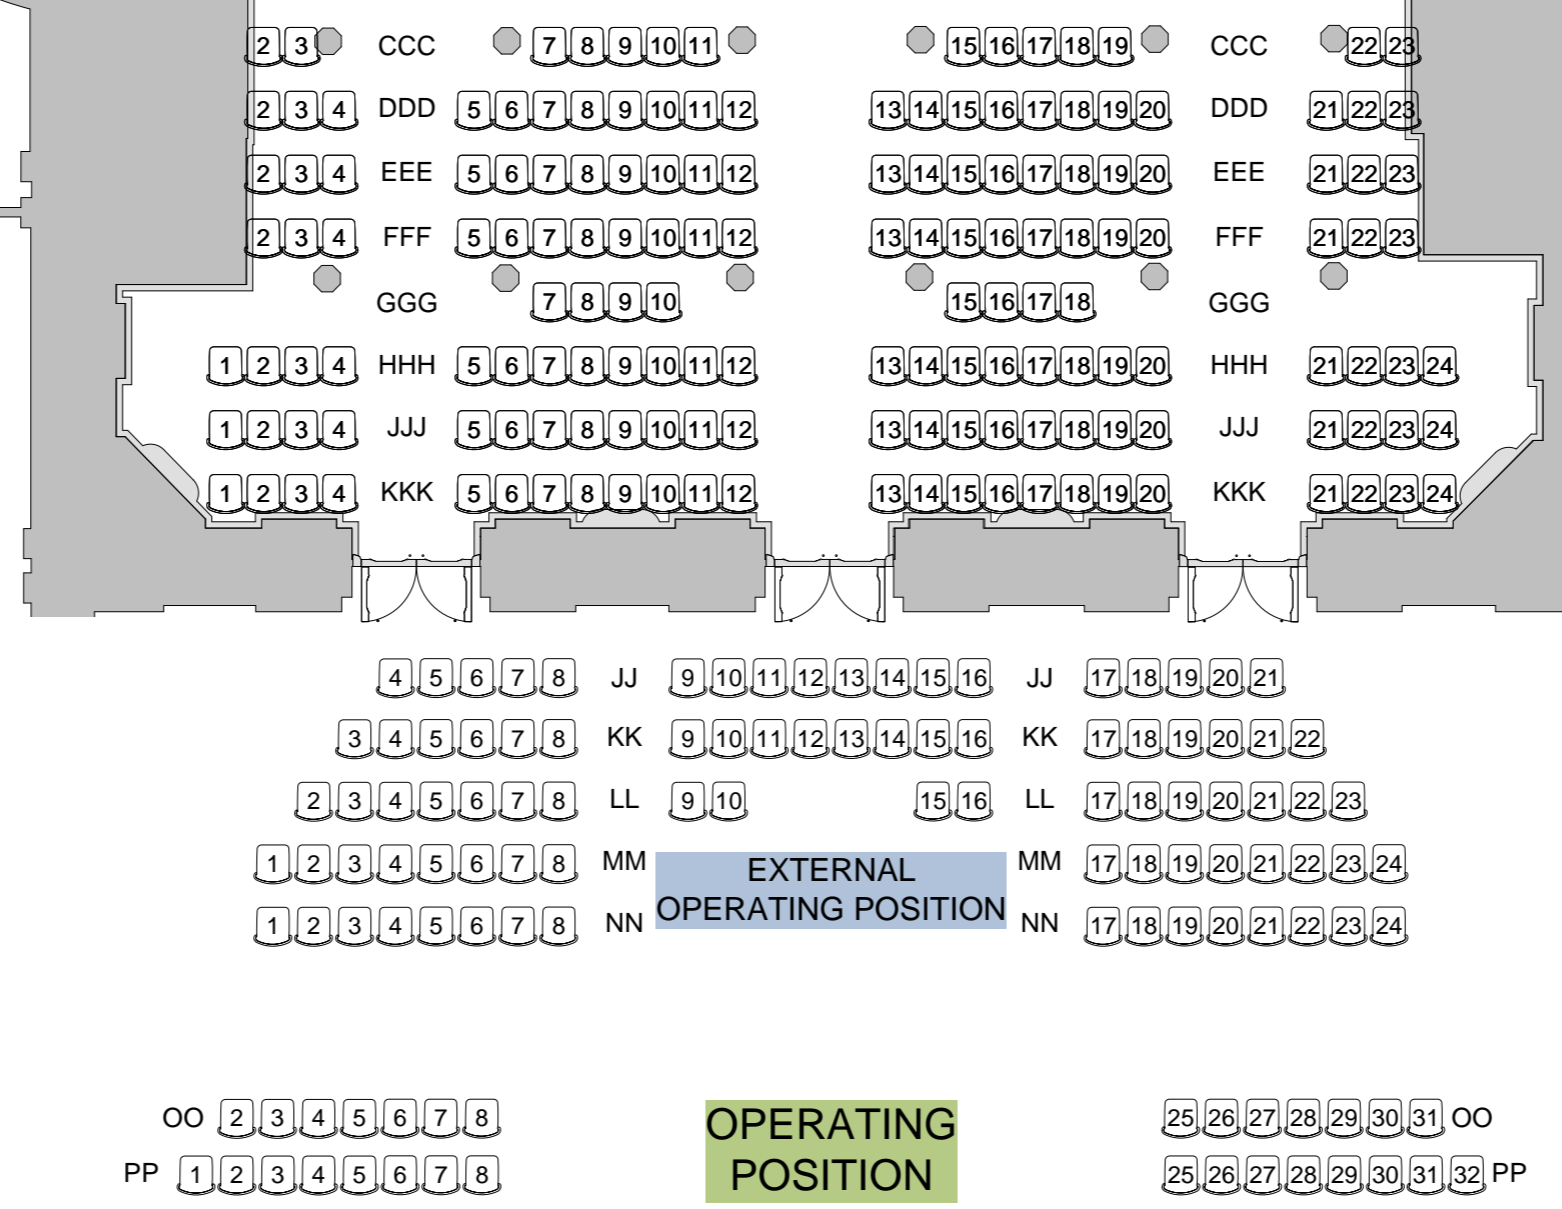 2 3 CCC 7 8 9 10 11 15 16 17 18 19 CCC 22 23
2 3 4 DDD 5 6 7 8 9 10 11 12 13 14 15 16 17 18 19 20 DDD 21 22 23
2 3 4 EEE 5 6 7 8 9 10 11 12 13 14 15 16 17 18 19 20 EEE 21 22 23
2 3 4 FFF 5 6 7 8 9 10 11 12 13 14 15 16 17 18 19 20 FFF 21 22 23
GGG 7 8 9 10 15 16 17 18 GGG
1 2 3 4 HHH 5 6 7 8 9 10 11 12 13 14 15 16 17 18 19 20 HHH 21 22 23 24
1 2 3 4 JJJ 5 6 7 8 9 10 11 12 13 14 15 16 17 18 19 20 JJJ 21 22 23 24
1 2 3 4 KKK 5 6 7 8 9 10 11 12 13 14 15 16 17 18 19 20 KKK 21 22 23 24
4 5 6 7 8 JJ 9 10 11 12 13 14 15 16 JJ 17 18 19 20 21
3 4 5 6 7 8 KK 9 10 11 12 13 14 15 16 KK 17 18 19 20 21 22
2 3 4 5 6 7 8 LL 9 10 15 16 LL 17 18 19 20 21 22 23
1 2 3 4 5 6 7 8 MM MM 17 18 19 20 21 22 23 24
EXTERNAL
OPERATING POSITION
1 2 3 4 5 6 7 8 NN NN 17 18 19 20 21 22 23 24
OO 2 3 4 5 6 7 8 25 26 27 28 29 30 31 OO
OPERATING
POSITION
PP 1 2 3 4 5 6 7 8 25 26 27 28 29 30 31 32 PP